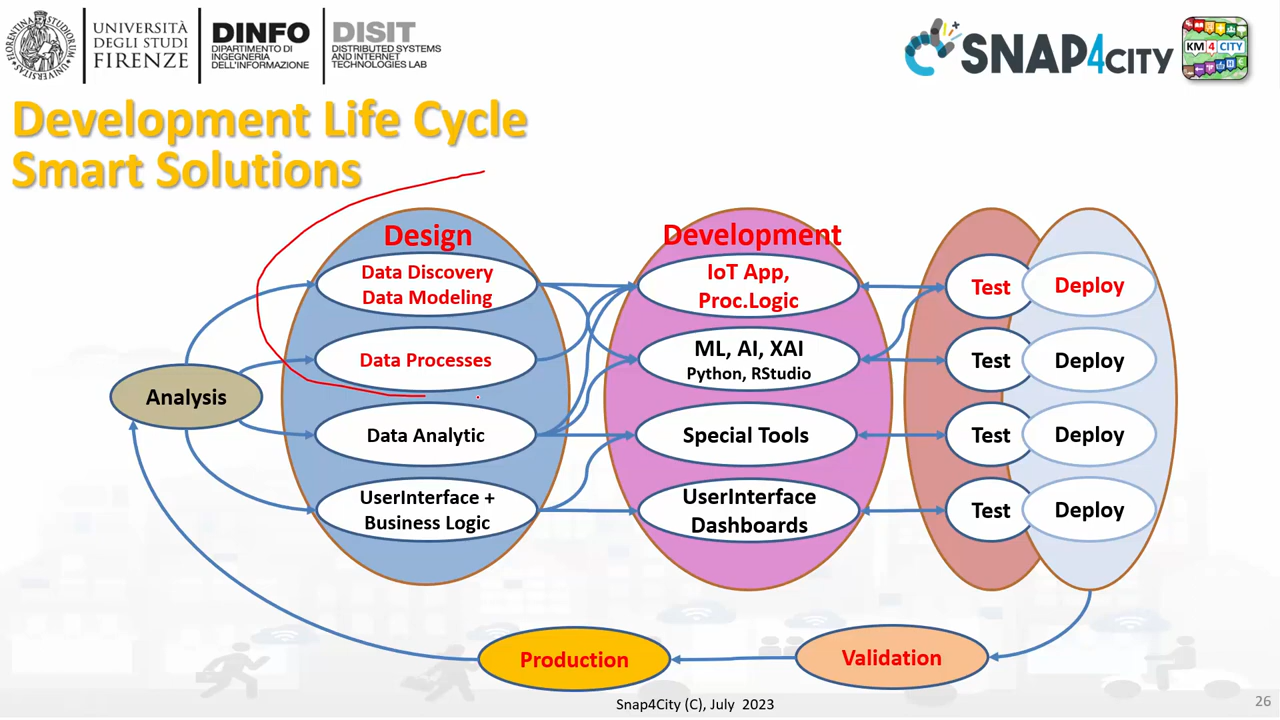 UNIVERSITÀ
DEGLI STUDI
FIRENZE
DINFO
DIPARTIMENTO DI
INGEGNERIA
DELL'INFORMAZIONE
DISIT
DISTRIBUTED SYSTEMS
AND INTERNET
TECHNOLOGIES LAB
SNAP4CITY
KM 4 CITY
Development Life Cycle
Smart Solutions
Design
Data Discovery
Data Modeling
Data Processes
Data Analytic
UserInterface +
Business Logic
Analysis
Development
IoT App,
Proc.Logic
ML, AI, XAI
Python, RStudio
Special Tools
UserInterface
Dashboards
Test
Deploy
Test
Deploy
Test
Deploy
Test
Deploy
Production
Validation
Snap4City (C), July 2023
26